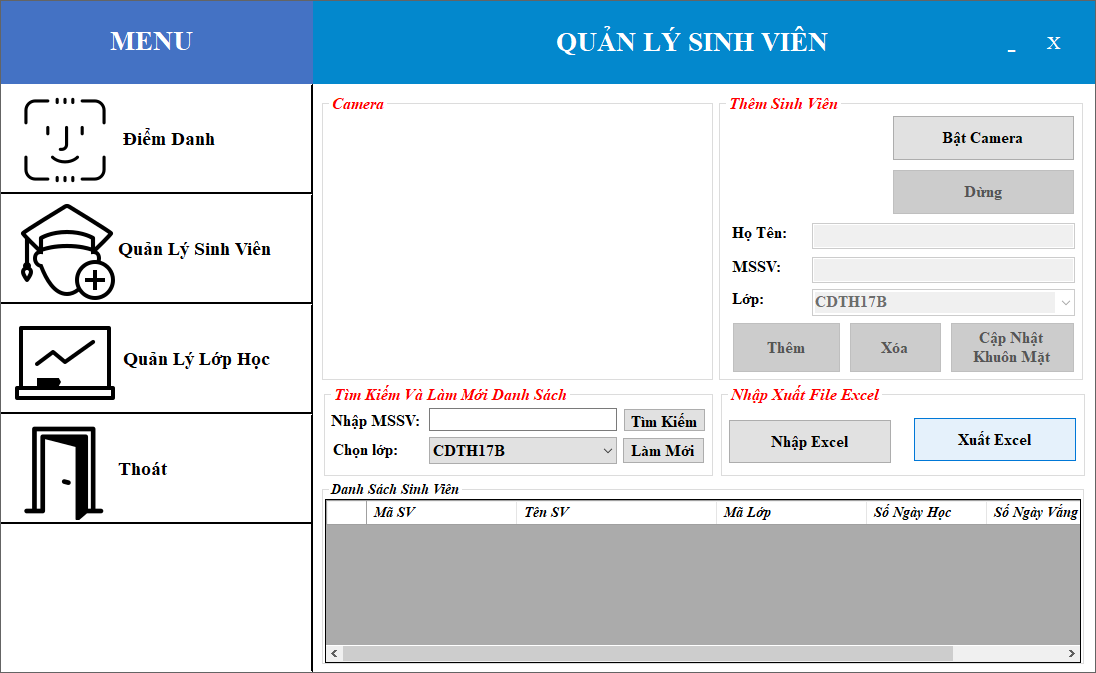 MENU
QUẢN LÝ SINH VIÊN
_
X
Điểm Danh
Quản Lý Sinh Viên
Quản Lý Lớp Học
Thoát
Camera
Thêm Sinh Viên
Bật Camera
Dừng
Họ Tên:
MSSV:
Lớp:
CDTH17B
Thêm
Xóa
Cập Nhật
Khuôn Mặt
Tìm Kiếm Và Làm Mới Danh Sách
Nhập MSSV:
Tìm Kiếm
Chọn lớp:
CDTH17B
Làm Mới
Nhập Xuất File Excel
Nhập Excel
Xuất Excel
Danh Sách Sinh Viên
Mã SV
Tên SV
Mã Lớp
Số Ngày Học
Số Ngày Vắng